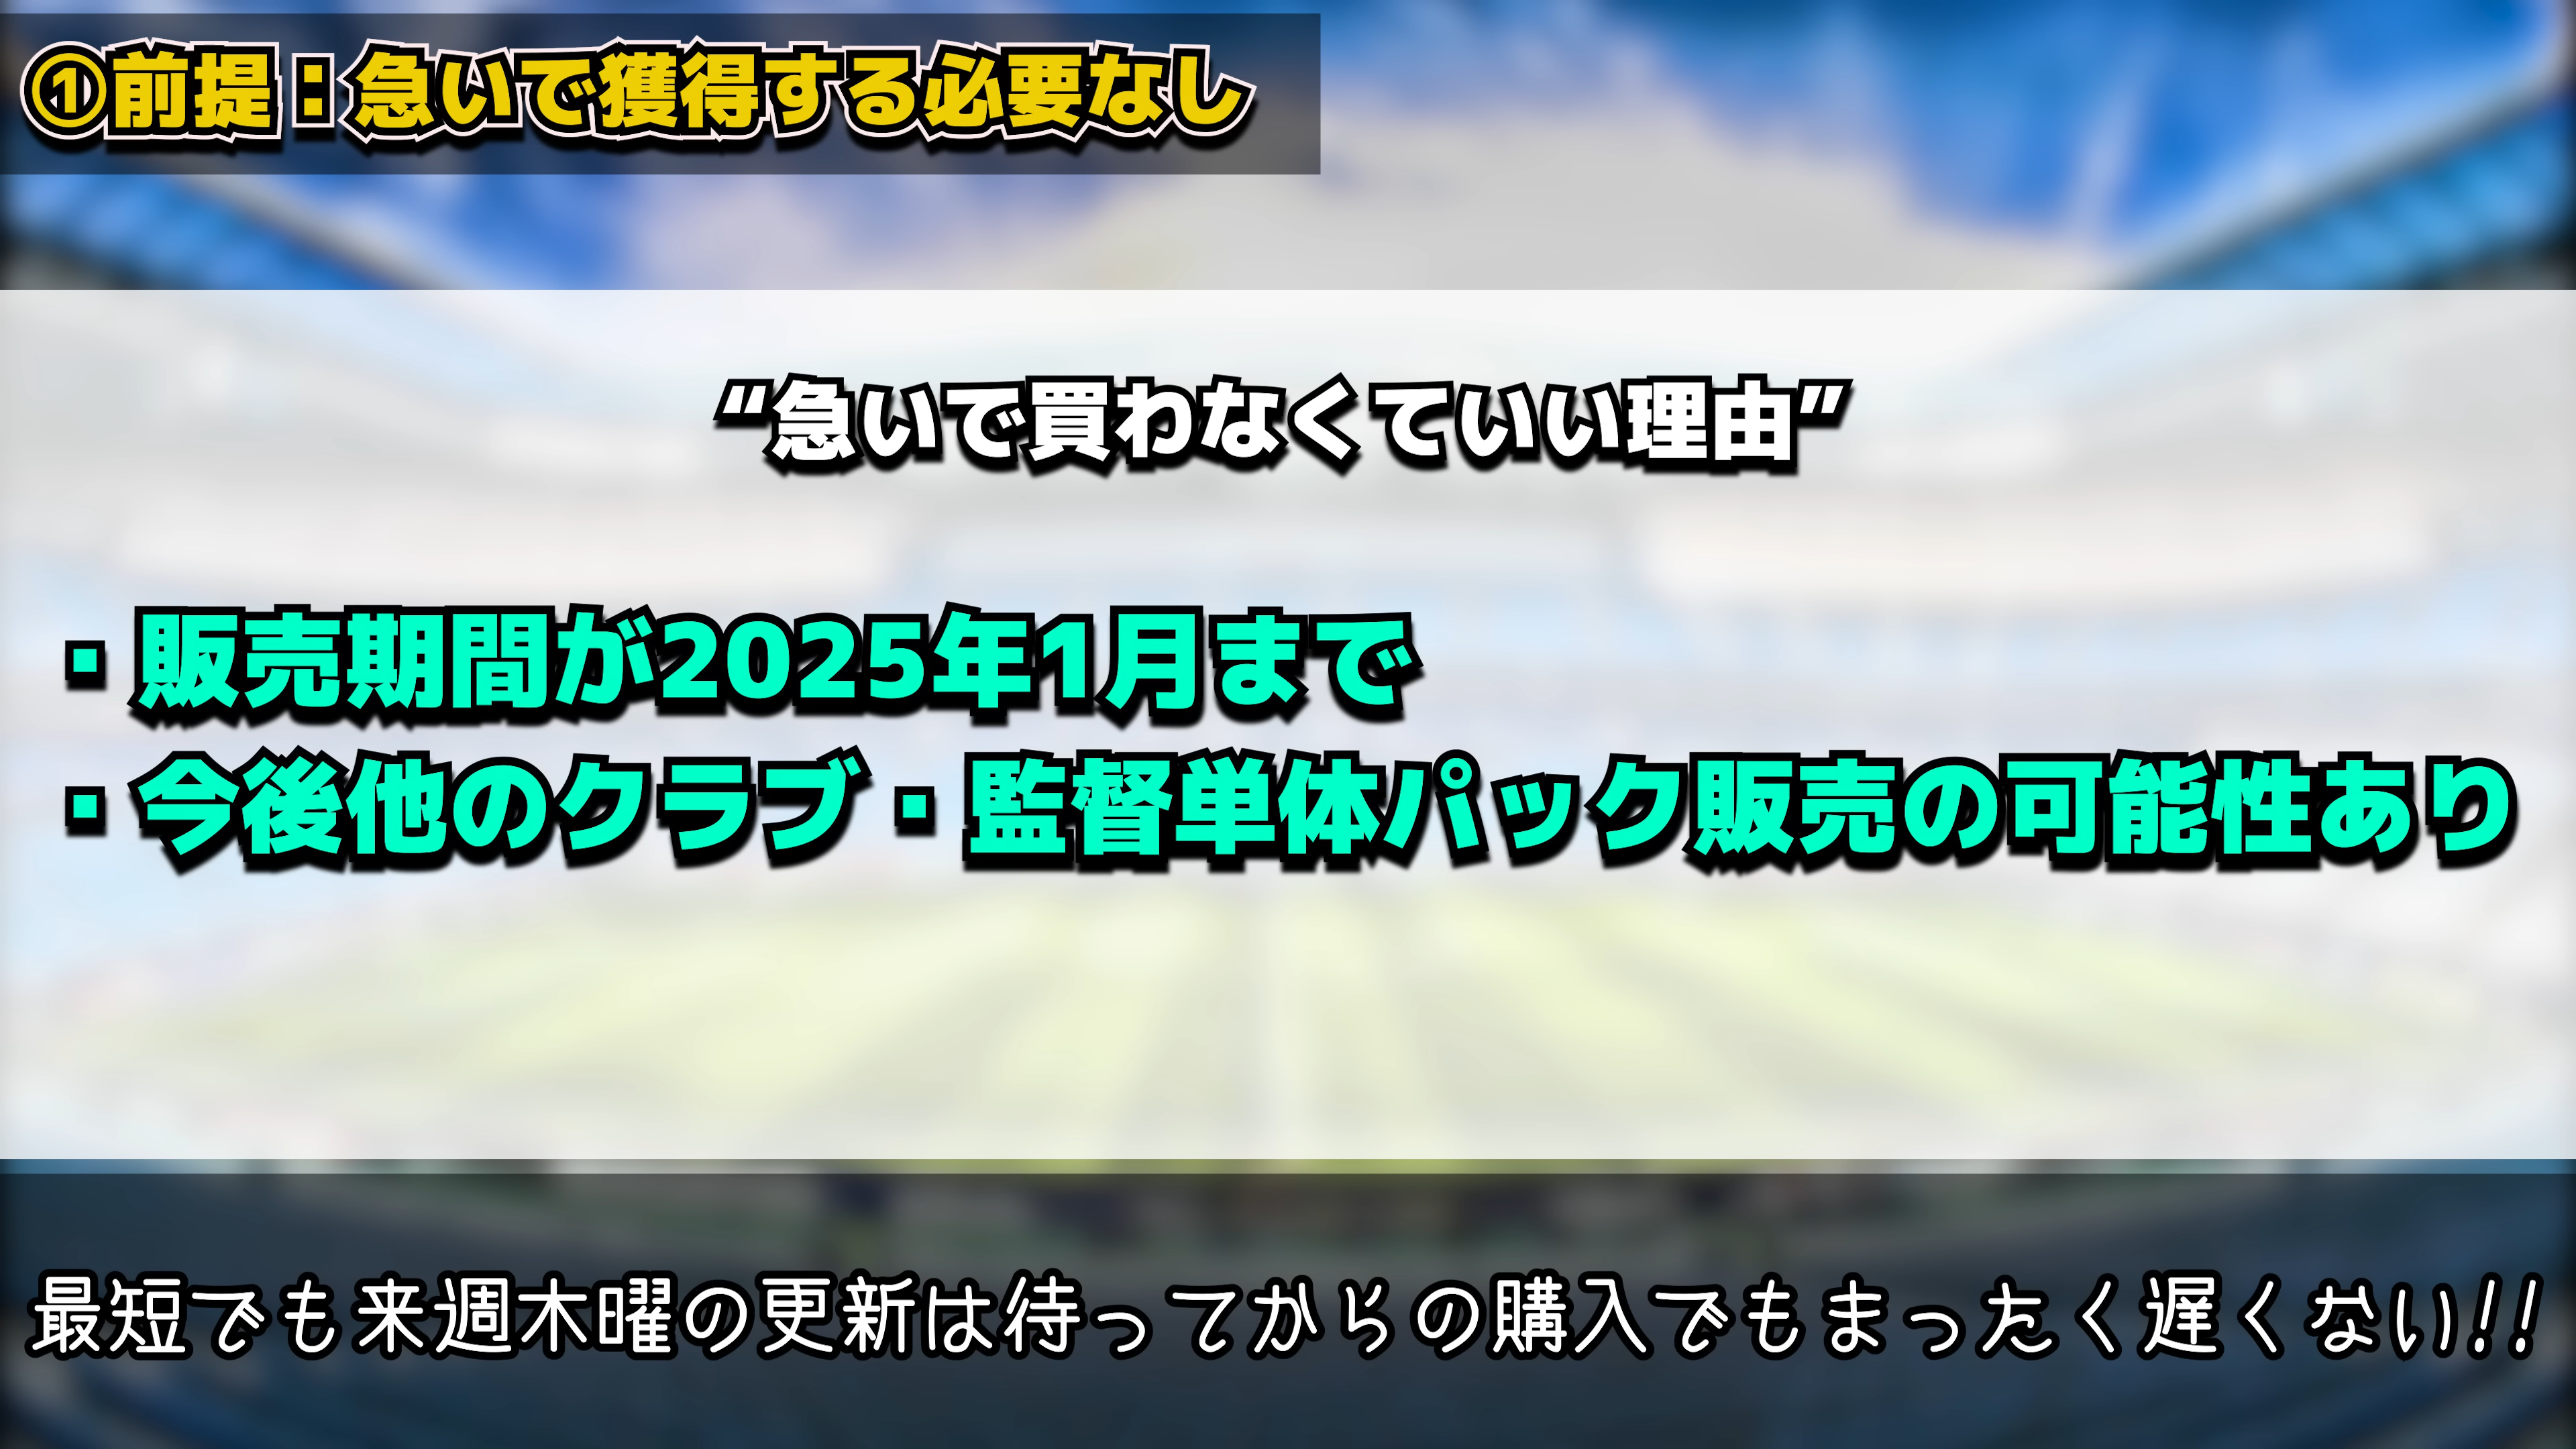 ①前提：急いで獲得する必要なし
“急いで買わなくていい理由”
・販売期間が2025年1月まで
・今後他のクラブ・監督単体パック販売の可能性あり
最短でも来週木曜の更新は待ってからの購入でもまったく遅くない!!